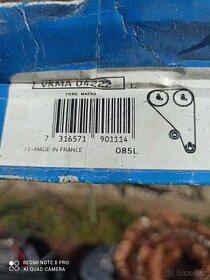 VKMA 04222 12
FORD MAZDA
7 316571 901114
21-MADE IN FRANCE 085L
REDMI NOTE 8 PRO
AI QUAD CAMERA